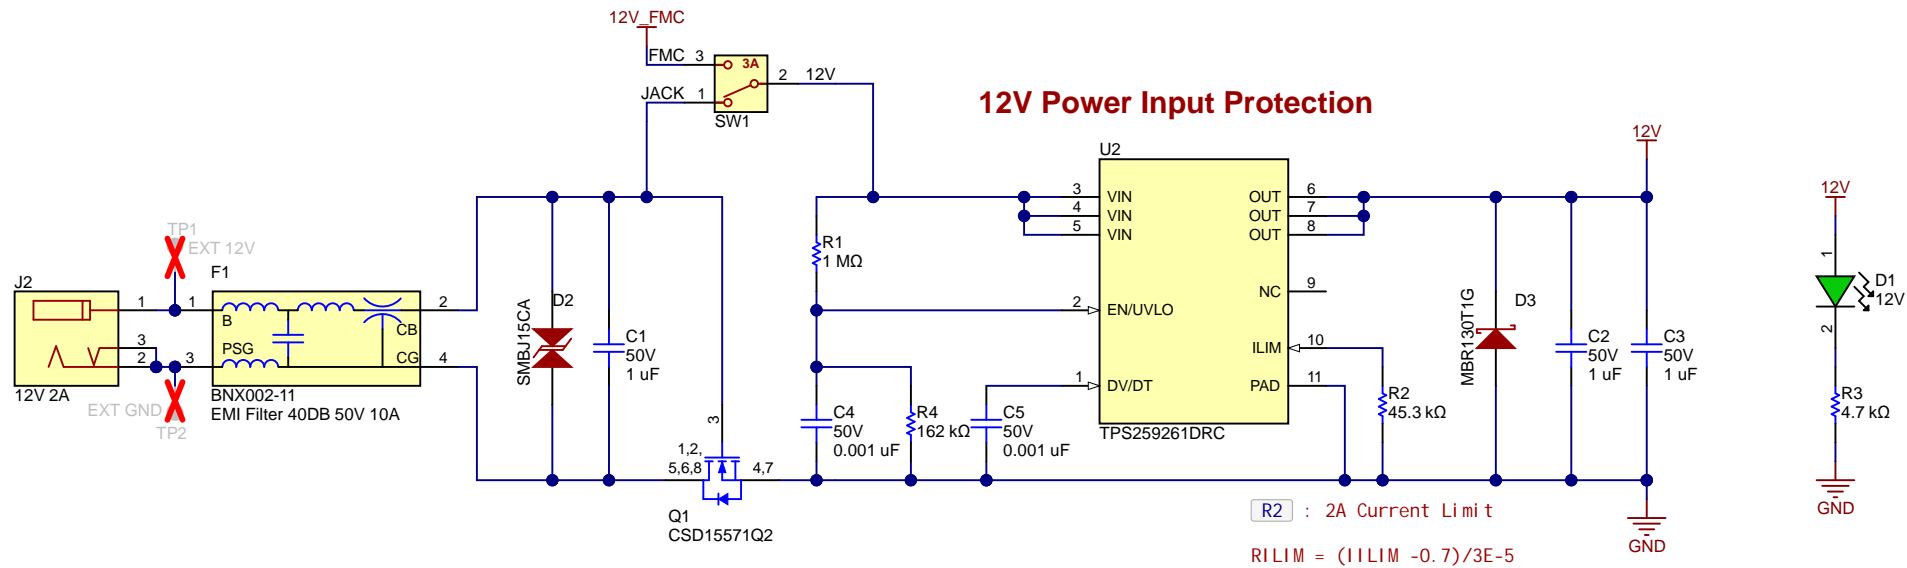 12V_FMC
FMC 3
3A
2 12V
JACK 1
SW1
12V Power Input Protection
TP1
EXT 12V
J2
1
3
2
12V 2A
EXT GND
TP2
F1
1
B
PSG
3
CB
CG
2
4
BNX002-11
EMI Filter 40DB 50V 10A
D2
SMBJ15CA
C1
50V
1 uF
3
1,2,
5,6,8
4,7
Q1
CSD15571Q2
R1
1 MΩ
C4
50V
0.001 uF
R4
162 kΩ
C5
50V
0.001 uF
U2
3 VIN
4 VIN
5 VIN
2 EN/UVLO
1 DV/DT
OUT 6
OUT 7
OUT 8
NC 9
ILIM 10
PAD 11
TPS259261DRC
R2
45.3 kΩ
D3
MBR130T1G
C2
50V
1 uF
C3
50V
1 uF
12V
GND
R2 : 2A Current Limit
RILIM = (IILIM -0.7)/3E-5
12V
1
D1
12V
2
R3
4.7 kΩ
GND